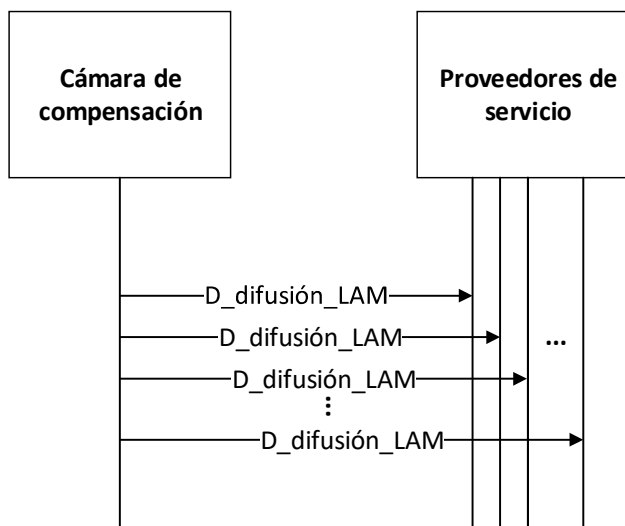 Cámara de
compensación
Proveedores de
servicio
D_difusión_LAM
D_difusión_LAM
...
D_difusión_LAM
...
D_difusión_LAM